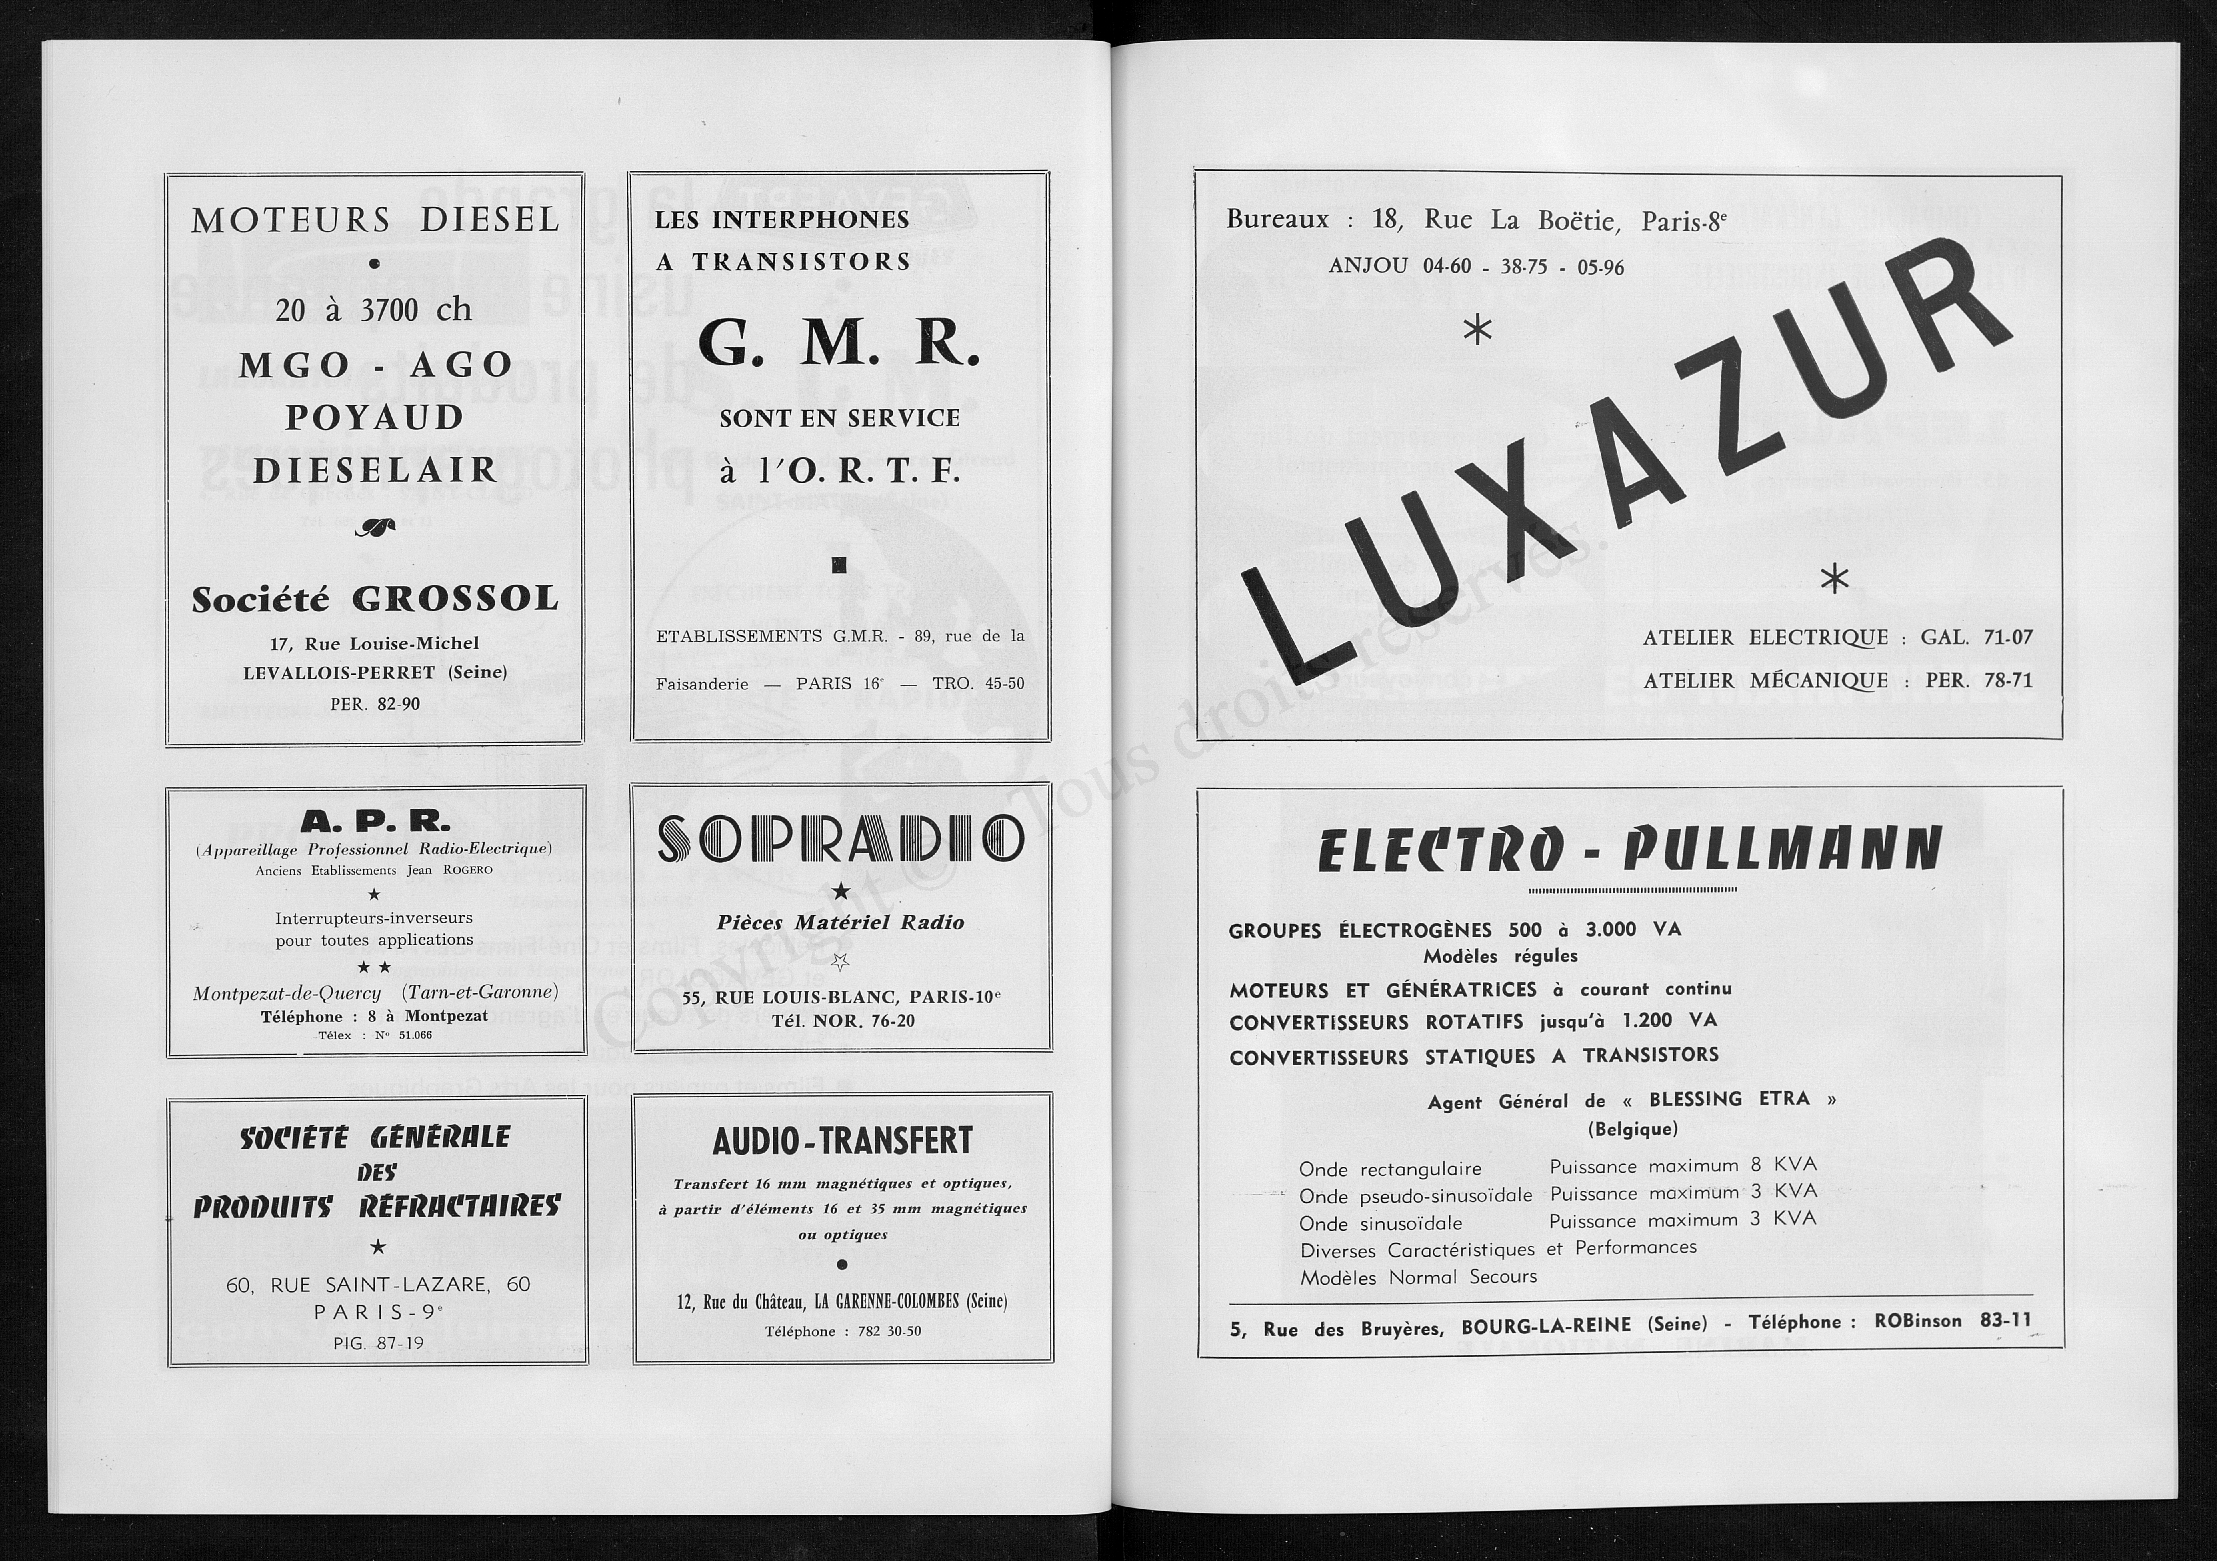 MOTEURS DIESEL
20 à 3700 ch
MGO - AGO
POYAUD
DIESELAIR
Société GROSSOL
17, Rue Louise-Michel
LEVALLOIS-PERRET (Seine)
PER. 82-90
LES INTERPHONES
A TRANSISTORS
G. M. R.
SONT EN SERVICE
à l'O. R. T. F.
ETABLISSEMENTS G.M.R. - 89, rue de la
Faisanderie — PARIS 16e — TRO. 45-50
A. P. R.
(Appareillage Professionnel Radio-Electrique)
Anciens Etablissements Jean ROGERO
Interrupteurs-inverseurs
pour toutes applications
Montpezat-de-Quercy (Tarn-et-Garonne)
Téléphone : 8 à Montpezat
Télex : N° 51.066
SOPRADIO
Pièces Matériel Radio
55, RUE LOUIS-BLANC, PARIS-10e
Tél. NOR. 76-20
SOCIÉTÉ GÉNÉRALE
DES
PRODUITS RÉFRACTAIRES
60, RUE SAINT-LAZARE, 60
PARIS-9e
PIG. 87-19
AUDIO-TRANSFERT
Transfert 16 mm magnétiques et optiques,
à partir d'éléments 16 et 35 mm magnétiques
ou optiques
12, Rue du Château, LA GARENNE-COLOMBES (Seine)
Téléphone : 782 30-50
Bureaux : 18, Rue La Boëtie, Paris-8e
ANJOU 04-60 - 38-75 - 05-96
LUXAZUR
ATELIER ELECTRIQUE : GAL. 71-07
ATELIER MÉCANIQUE : PER. 78-71
ELECTRO - PULLMANN
GROUPES ÉLECTROGÈNES 500 à 3.000 VA
Modèles régules
MOTEURS ET GÉNÉRATRICES à courant continu
CONVERTISSEURS ROTATIFS jusqu'à 1.200 VA
CONVERTISSEURS STATIQUES A TRANSISTORS
Agent Général de « BLESSING ETRA »
(Belgique)
Onde rectangulaire Puissance maximum 8 KVA
Onde pseudo-sinusoïdale Puissance maximum 3 KVA
Onde sinusoïdale Puissance maximum 3 KVA
Diverses Caractéristiques et Performances
Modèles Normal Secours
5, Rue des Bruyères, BOURG-LA-REINE (Seine) - Téléphone : ROBinson 83-11
Copyright © Tous droits réservés.